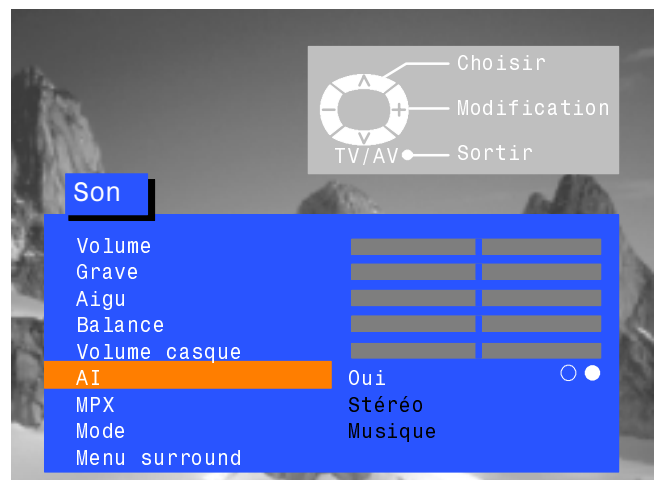 Choisir
Modification
TV/AV Sortir
Son
Volume
Grave
Aigu
Balance
Volume casque
AI Oui
MPX Stéréo
Mode Musique
Menu surround